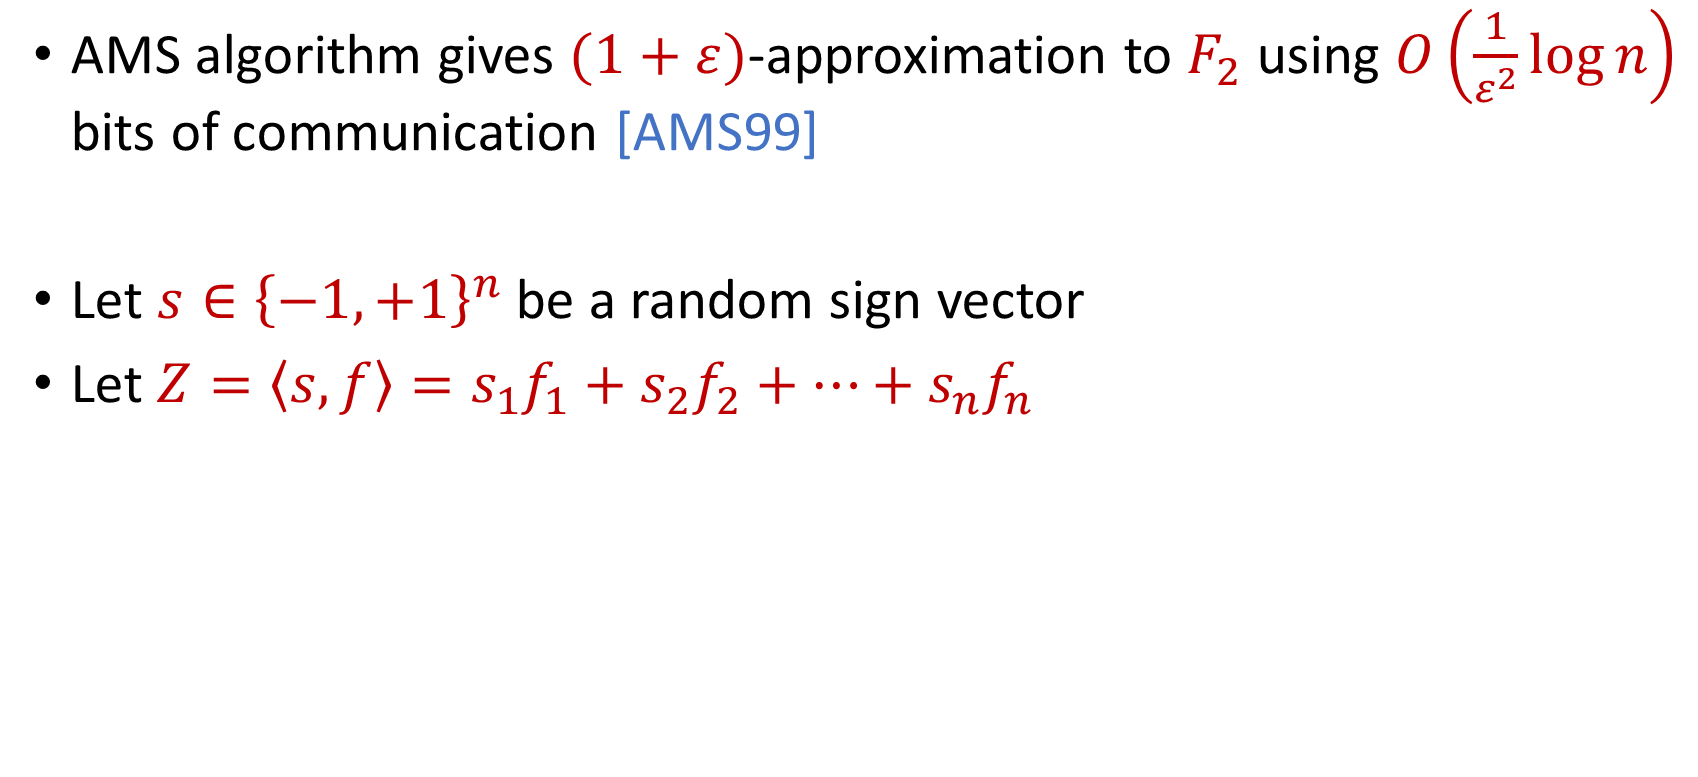 • AMS algorithm gives (1 + ε)-approximation to F₂ using O(1/ε² log n)
bits of communication [AMS99]
• Let s ∈ {−1, +1}ⁿ be a random sign vector
• Let Z = ⟨s, f⟩ = s₁f₁ + s₂f₂ + ⋯ + sₙfₙ